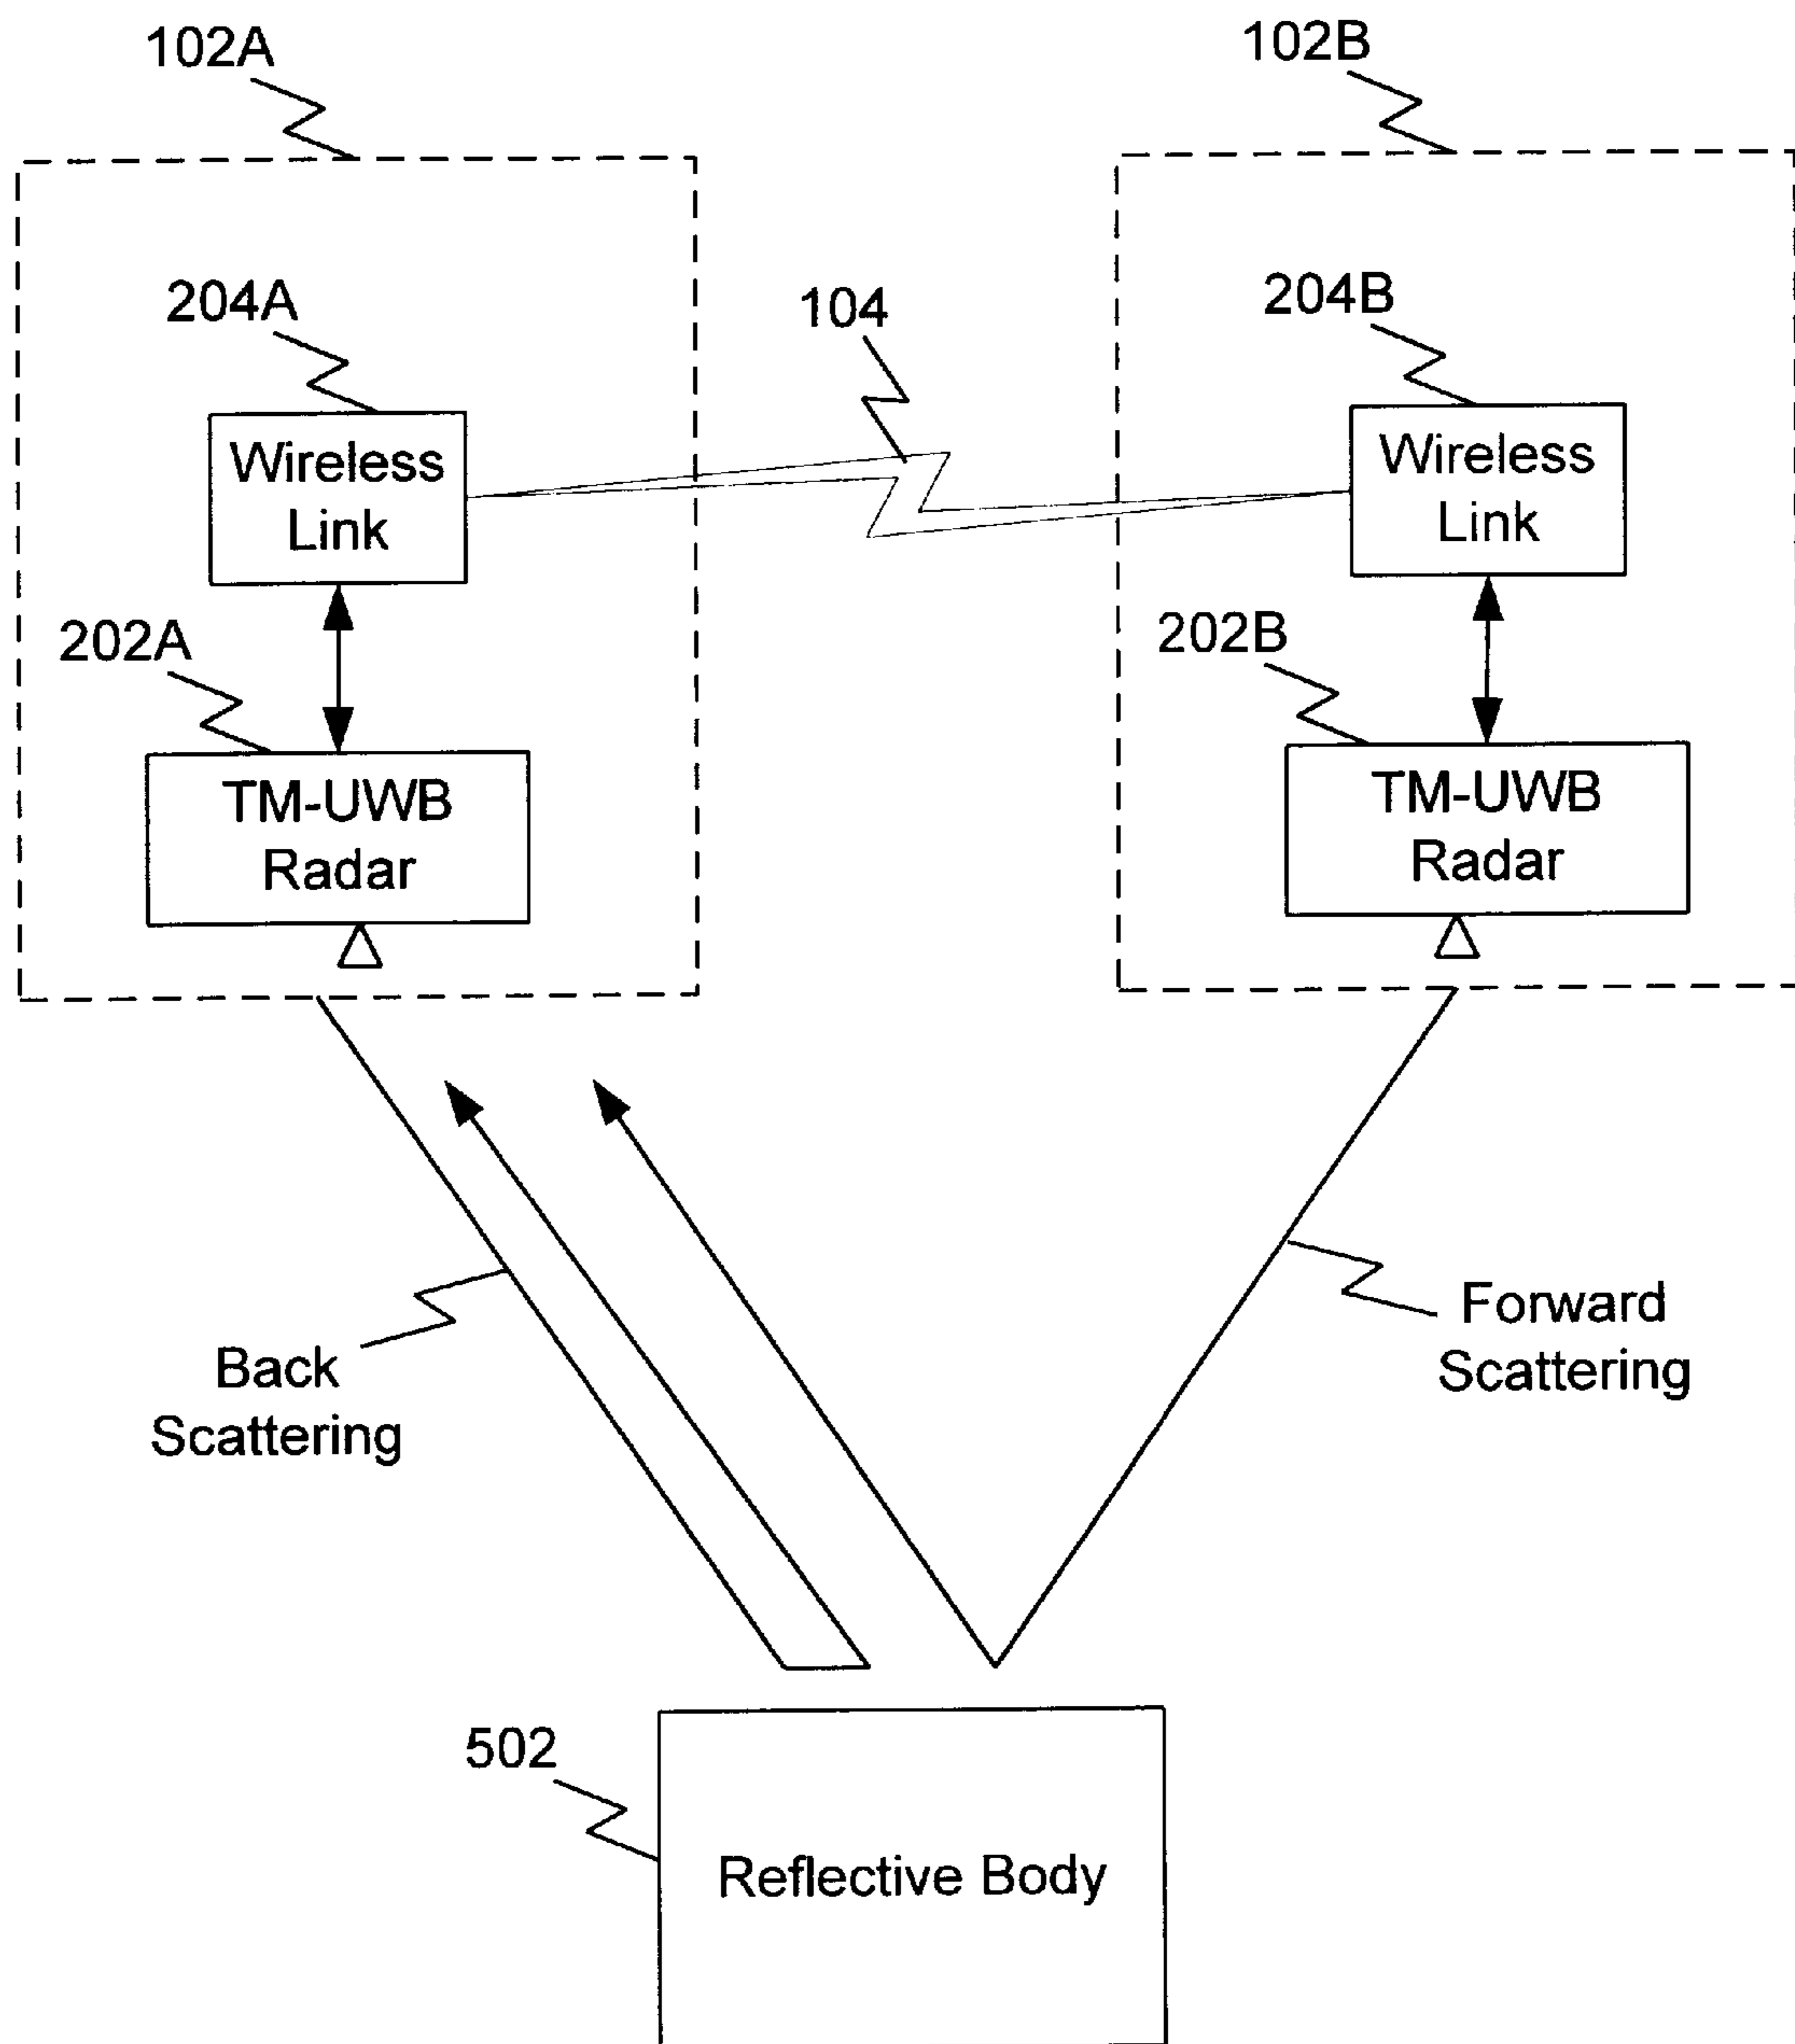 102A
102B
204A
104
204B
Wireless
Link
Wireless
Link
202A
202B
TM-UWB
Radar
TM-UWB
Radar
Back
Scattering
Forward
Scattering
502
Reflective Body